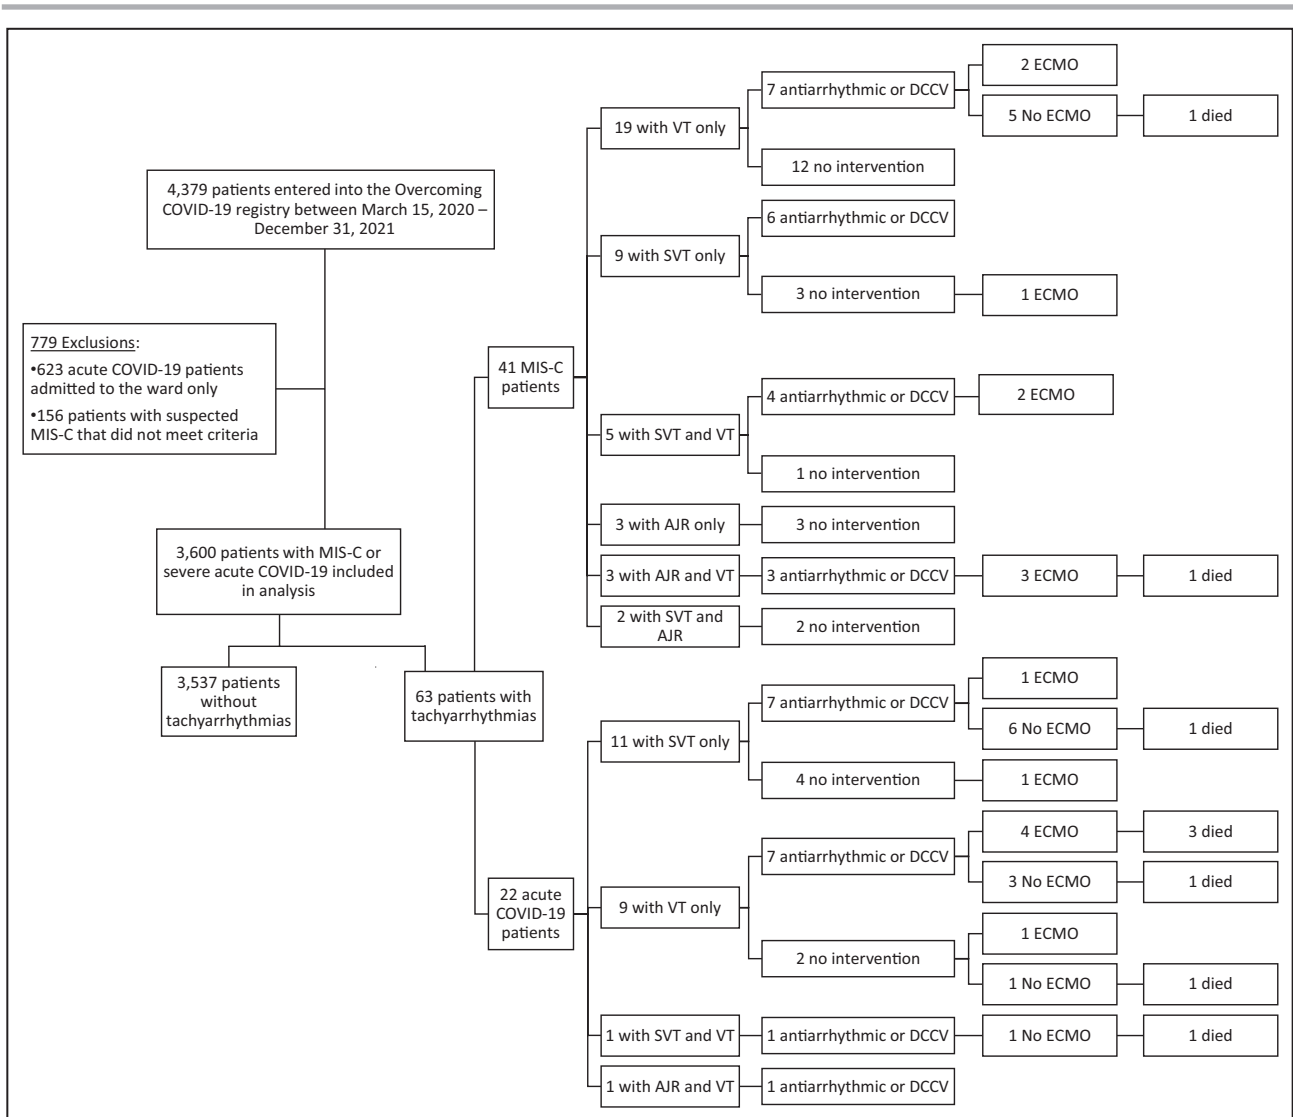 4,379 patients entered into the Overcoming
COVID-19 registry between March 15, 2020 –
December 31, 2021
779 Exclusions:
•623 acute COVID-19 patients
admitted to the ward only
•156 patients with suspected
MIS-C that did not meet criteria
3,600 patients with MIS-C or
severe acute COVID-19 included
in analysis
3,537 patients
without
tachyarrhythmias
63 patients with
tachyarrhythmias
41 MIS-C
patients
19 with VT only
7 antiarrhythmic or DCCV
2 ECMO
5 No ECMO
1 died
12 no intervention
9 with SVT only
6 antiarrhythmic or DCCV
3 no intervention
1 ECMO
5 with SVT and VT
4 antiarrhythmic or DCCV
2 ECMO
1 no intervention
3 with AJR only
3 no intervention
3 with AJR and VT
3 antiarrhythmic or DCCV
3 ECMO
1 died
2 with SVT and
AJR
2 no intervention
22 acute
COVID-19
patients
11 with SVT only
7 antiarrhythmic or DCCV
1 ECMO
6 No ECMO
1 died
4 no intervention
1 ECMO
9 with VT only
7 antiarrhythmic or DCCV
4 ECMO
3 died
3 No ECMO
1 died
2 no intervention
1 ECMO
1 No ECMO
1 died
1 with SVT and VT
1 antiarrhythmic or DCCV
1 No ECMO
1 died
1 with AJR and VT
1 antiarrhythmic or DCCV